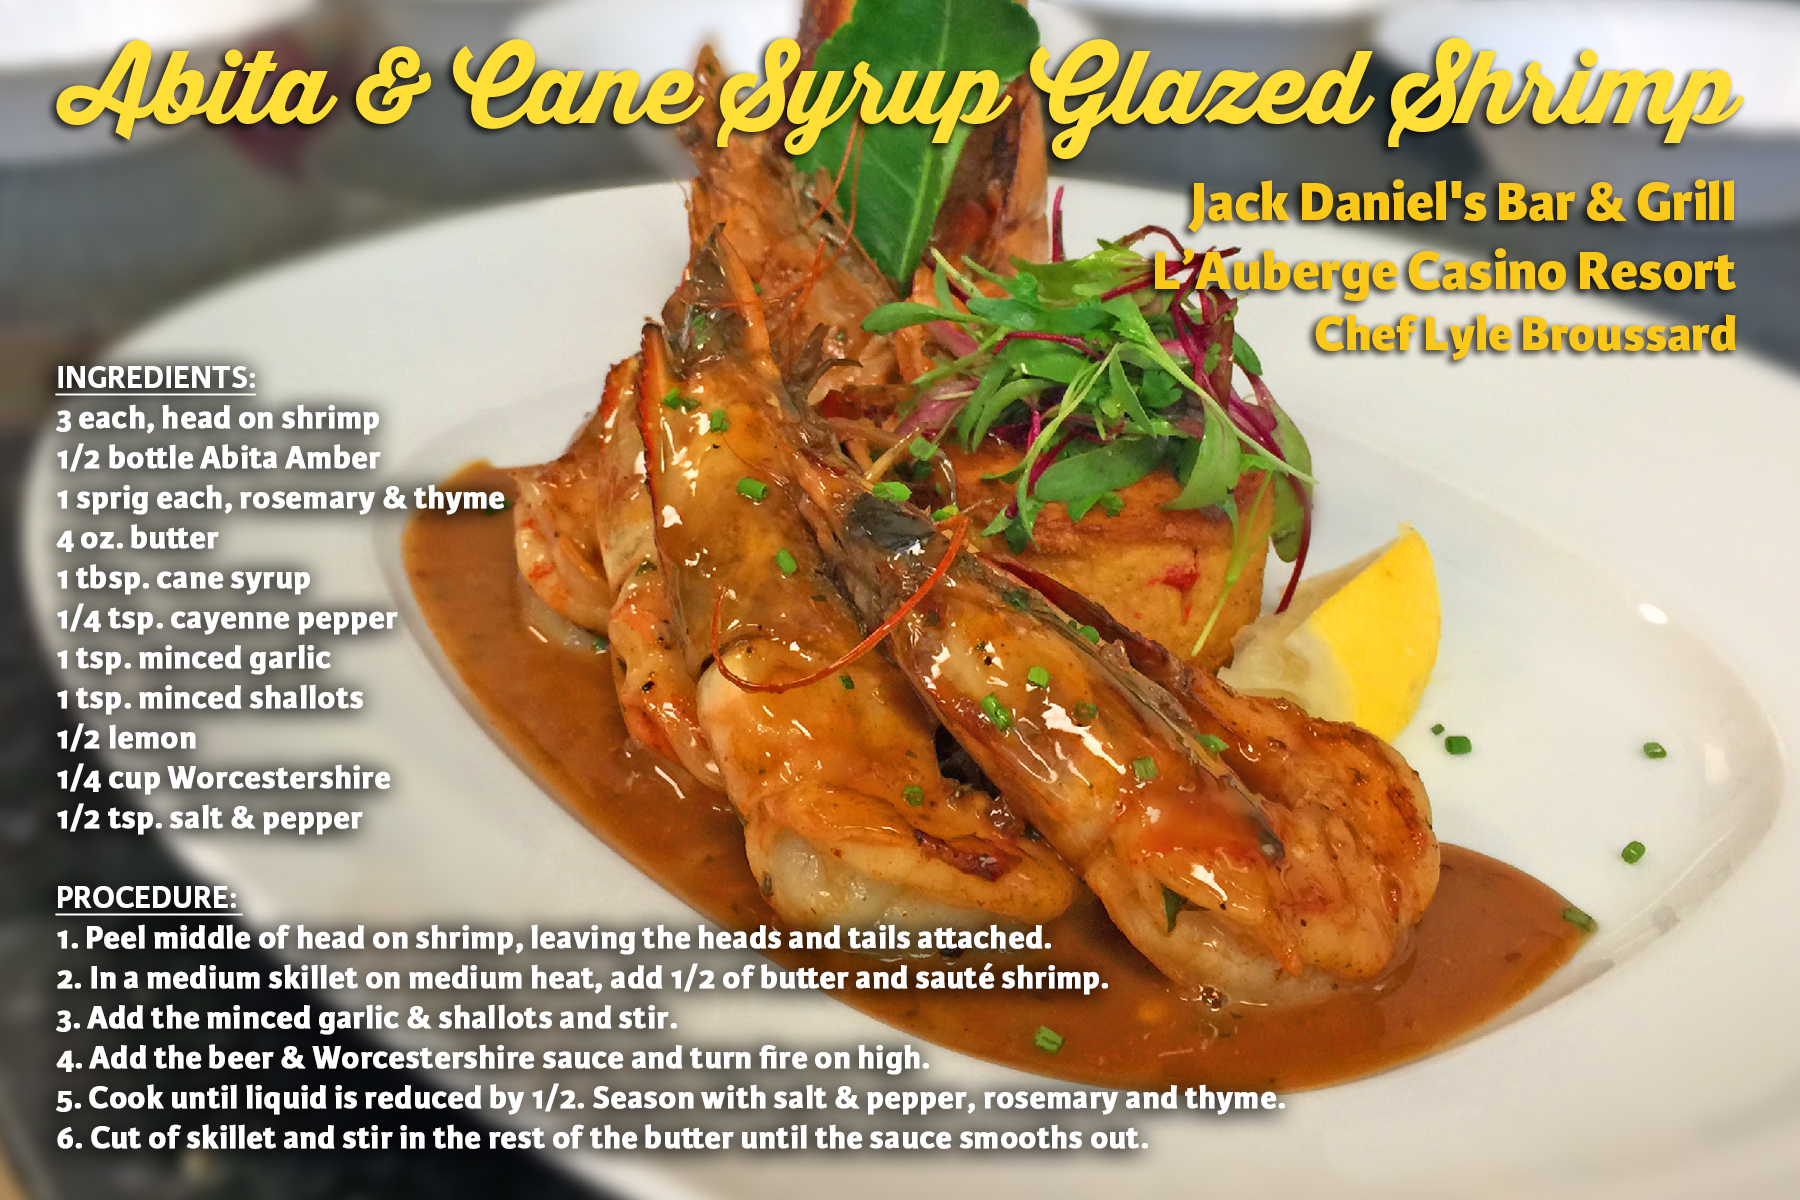 Abita & Cane Syrup Glazed Shrimp
Jack Daniel's Bar & Grill
L'Auberge Casino Resort
Chef Lyle Broussard
INGREDIENTS:
3 each, head on shrimp
1/2 bottle Abita Amber
1 sprig each, rosemary & thyme
4 oz. butter
1 tbsp. cane syrup
1/4 tsp. cayenne pepper
1 tsp. minced garlic
1 tsp. minced shallots
1/2 lemon
1/4 cup Worcestershire
1/2 tsp. salt & pepper
PROCEDURE:
1. Peel middle of head on shrimp, leaving the heads and tails attached.
2. In a medium skillet on medium heat, add 1/2 of butter and sauté shrimp.
3. Add the minced garlic & shallots and stir.
4. Add the beer & Worcestershire sauce and turn fire on high.
5. Cook until liquid is reduced by 1/2. Season with salt & pepper, rosemary and thyme.
6. Cut of skillet and stir in the rest of the butter until the sauce smooths out.